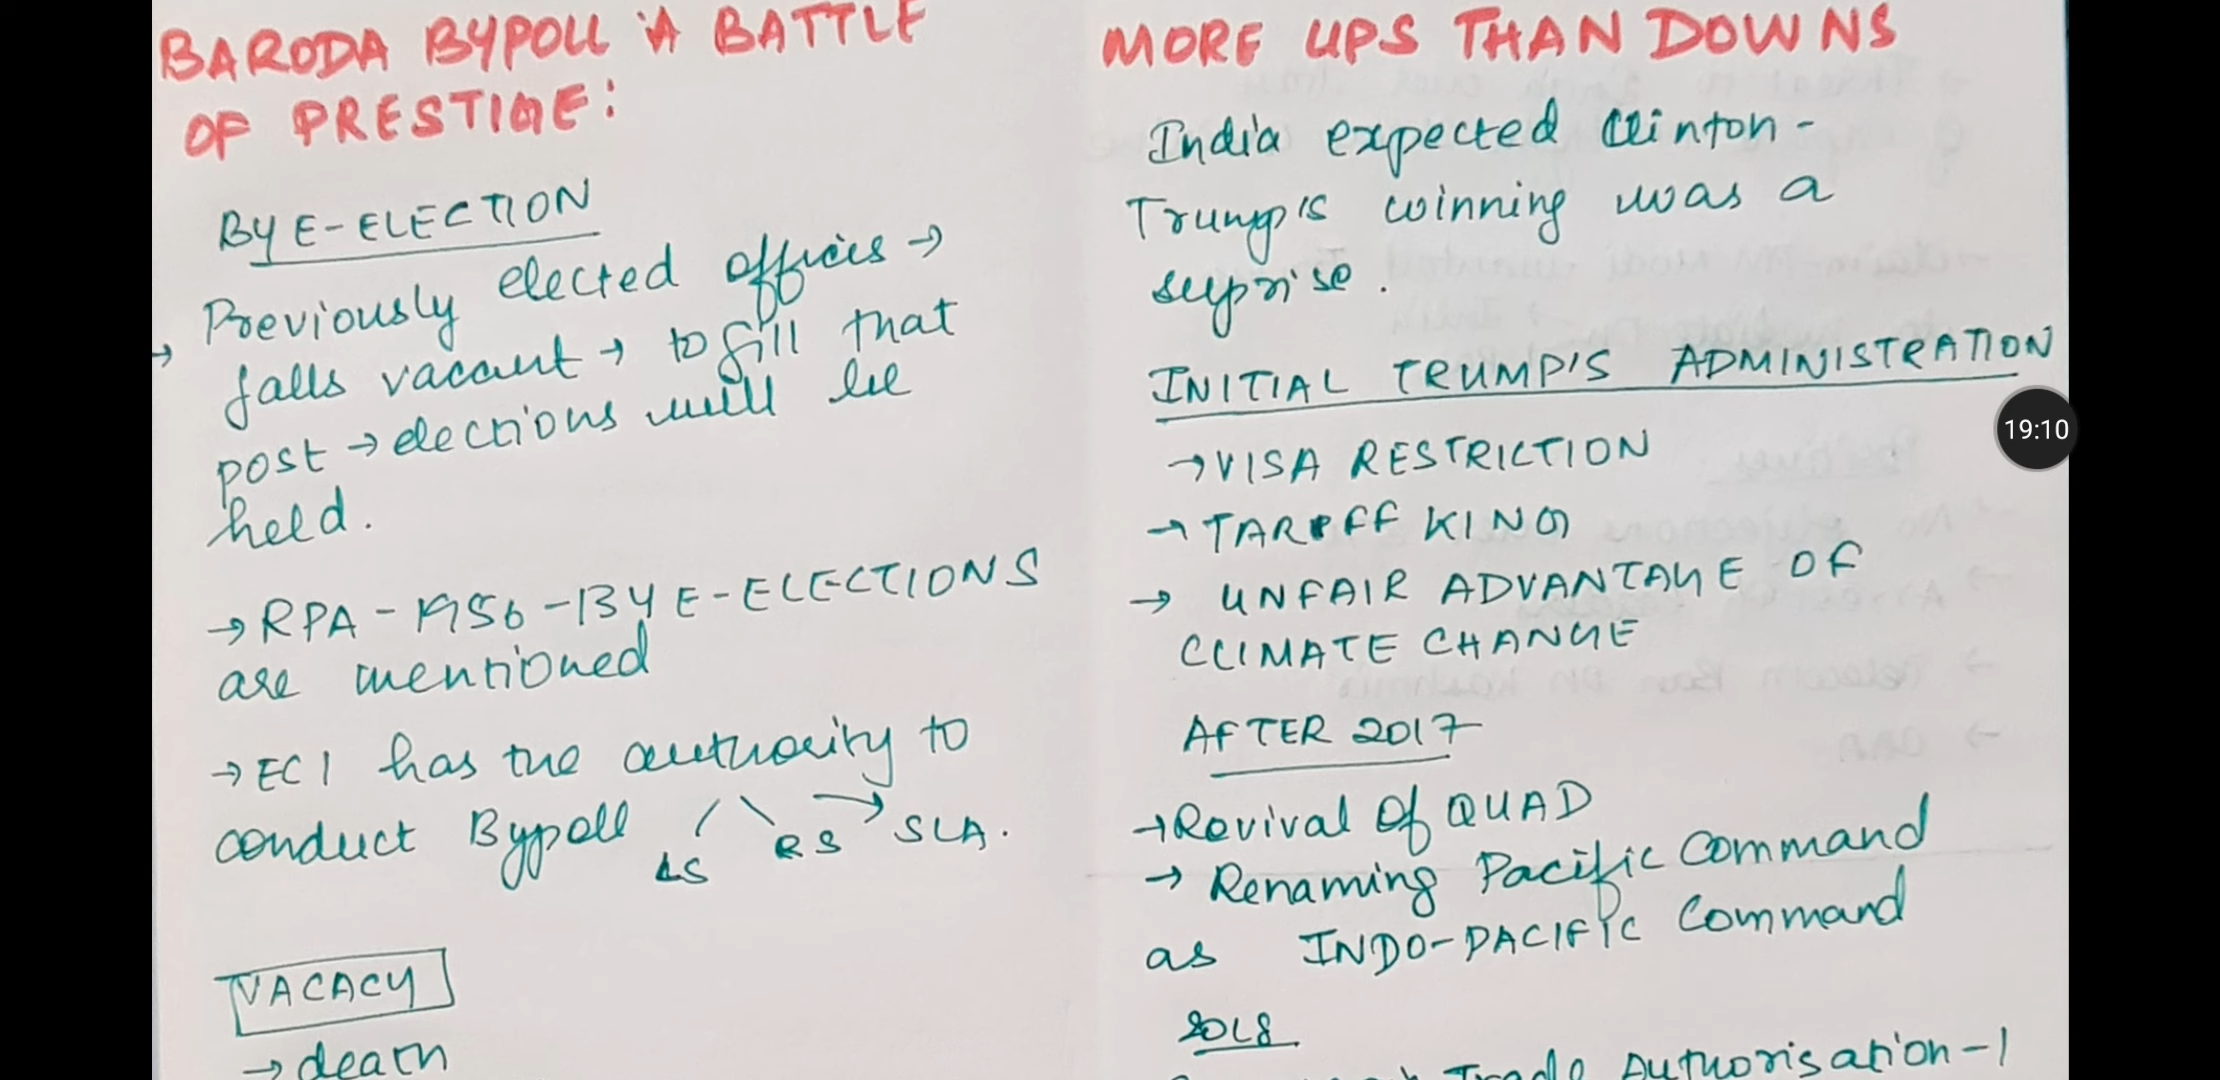 BARODA BYPOLL A BATTLE
OF PRESTIGE:
BYE-ELECTION
→ Previously elected offices →
falls vacant → to fill that
post → elections will be
held.
→ RPA - 1956 - BYE-ELECTIONS
are mentioned
→ ECI has the authority to
conduct Bypoll LS RS → SLA.
VACACY
→ death
MORE UPS THAN DOWNS
India expected Clinton -
Trump's winning was a
surprise.
INITIAL TRUMP'S ADMINISTRATION
→ VISA RESTRICTION
→ TARIFF KING
→ UNFAIR ADVANTAGE OF
CLIMATE CHANGE
AFTER 2017
→ Revival Of QUAD
→ Renaming Pacific Command
as INDO-PACIFIC Command
2018
Trade Authorisation - 1
19:10